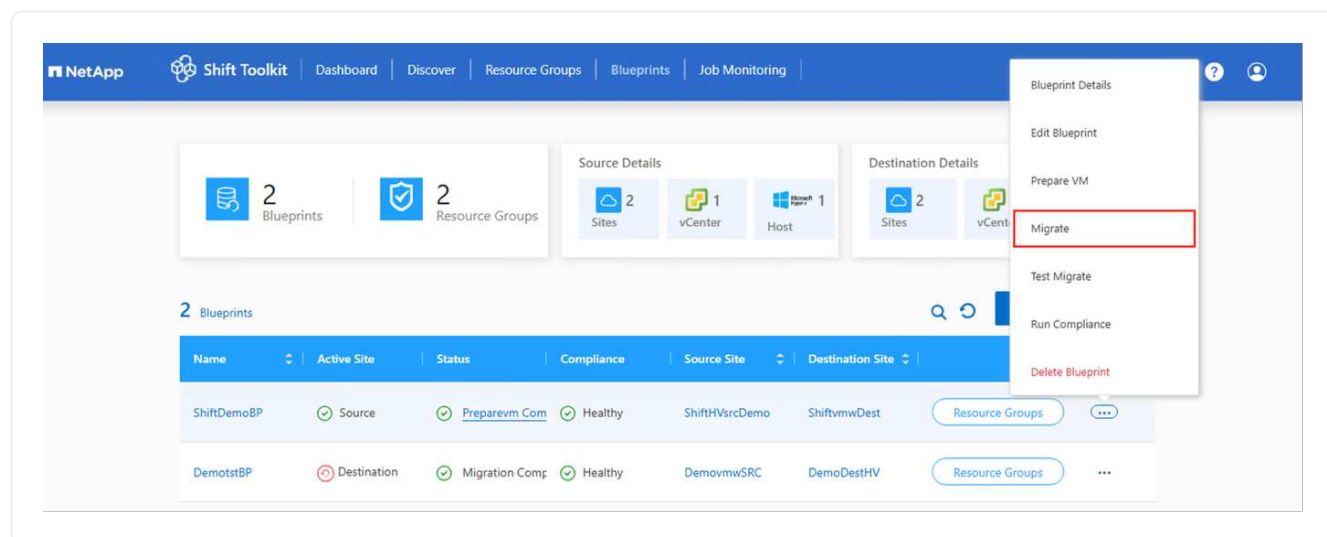 NetApp Shift Toolkit Dashboard Discover Resource Groups Blueprints Job Monitoring ?
Blueprint Details
Edit Blueprint
Prepare VM
Migrate
Test Migrate
Run Compliance
Delete Blueprint
2
Blueprints
2
Resource Groups
Source Details
2
Sites
1
vCenter
1
Host
Destination Details
2
Sites
vCent
2 Blueprints
Name Active Site Status Compliance Source Site Destination Site
ShiftDemoBP Source Preparevm Com Healthy ShiftHVsrcDemo ShiftvmwDest Resource Groups ...
DemotstBP Destination Migration Comp Healthy DemovmwSRC DemoDestHV Resource Groups ...